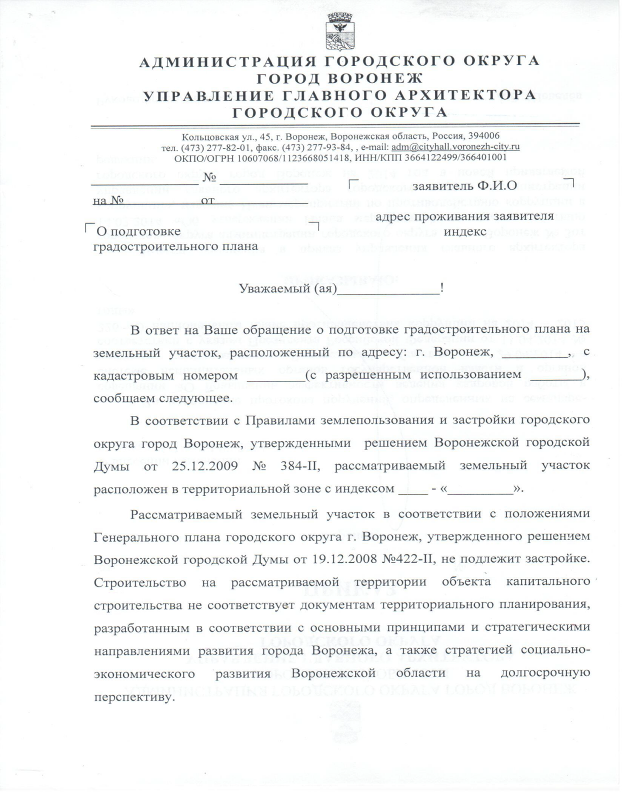 АДМИНИСТРАЦИЯ ГОРОДСКОГО ОКРУГА
ГОРОД ВОРОНЕЖ
УПРАВЛЕНИЕ ГЛАВНОГО АРХИТЕКТОРА
ГОРОДСКОГО ОКРУГА
Кольцовская ул., 45, г. Воронеж, Воронежская область, Россия, 394006
тел. (473) 277-82-01, факс. (473) 277-93-84, , e-mail: adm@cityhall.voronezh-city.ru
ОКПО/ОГРН 10607068/1123668051418, ИНН/КПП 3664122499/366401001
____________ № ____________
на № ____________ от ____________
заявитель Ф.И.О
адрес проживания заявителя
индекс
О подготовке
градостроительного плана
Уважаемый (ая)______________!
В ответ на Ваше обращение о подготовке градостроительного плана на
земельный участок, расположенный по адресу: г. Воронеж, _________, с
кадастровым номером ________(с разрешенным использованием _______),
сообщаем следующее.
В соответствии с Правилами землепользования и застройки городского
округа город Воронеж, утвержденными решением Воронежской городской
Думы от 25.12.2009 № 384-II, рассматриваемый земельный участок
расположен в территориальной зоне с индексом ____ - «_________».
Рассматриваемый земельный участок в соответствии с положениями
Генерального плана городского округа г. Воронеж, утвержденного решением
Воронежской городской Думы от 19.12.2008 №422-II, не подлежит застройке.
Строительство на рассматриваемой территории объекта капитального
строительства не соответствует документам территориального планирования,
разработанным в соответствии с основными принципами и стратегическими
направлениями развития города Воронежа, а также стратегией социально-
экономического развития Воронежской области на долгосрочную
перспективу.